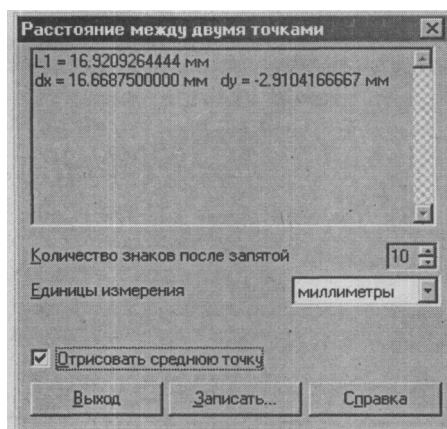 Расстояние между двумя точками
L1 = 16.9209264444 мм
dx = 16.6687500000 мм dy = -2.9104166667 мм
Количество знаков после запятой 10
Единицы измерения миллиметры
Отрисовать среднюю точку
Выход Записать... Справка